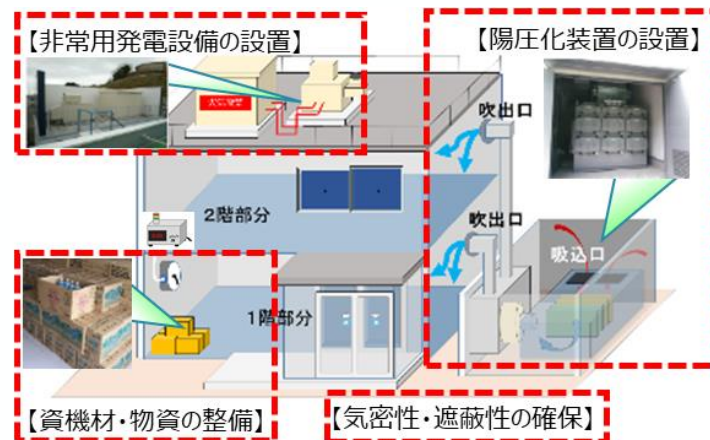 【非常用発電設備の設置】
【陽圧化装置の設置】
吹出口
2階部分
吹出口
吸込口
1階部分
【資機材・物資の整備】
【気密性・遮蔽性の確保】